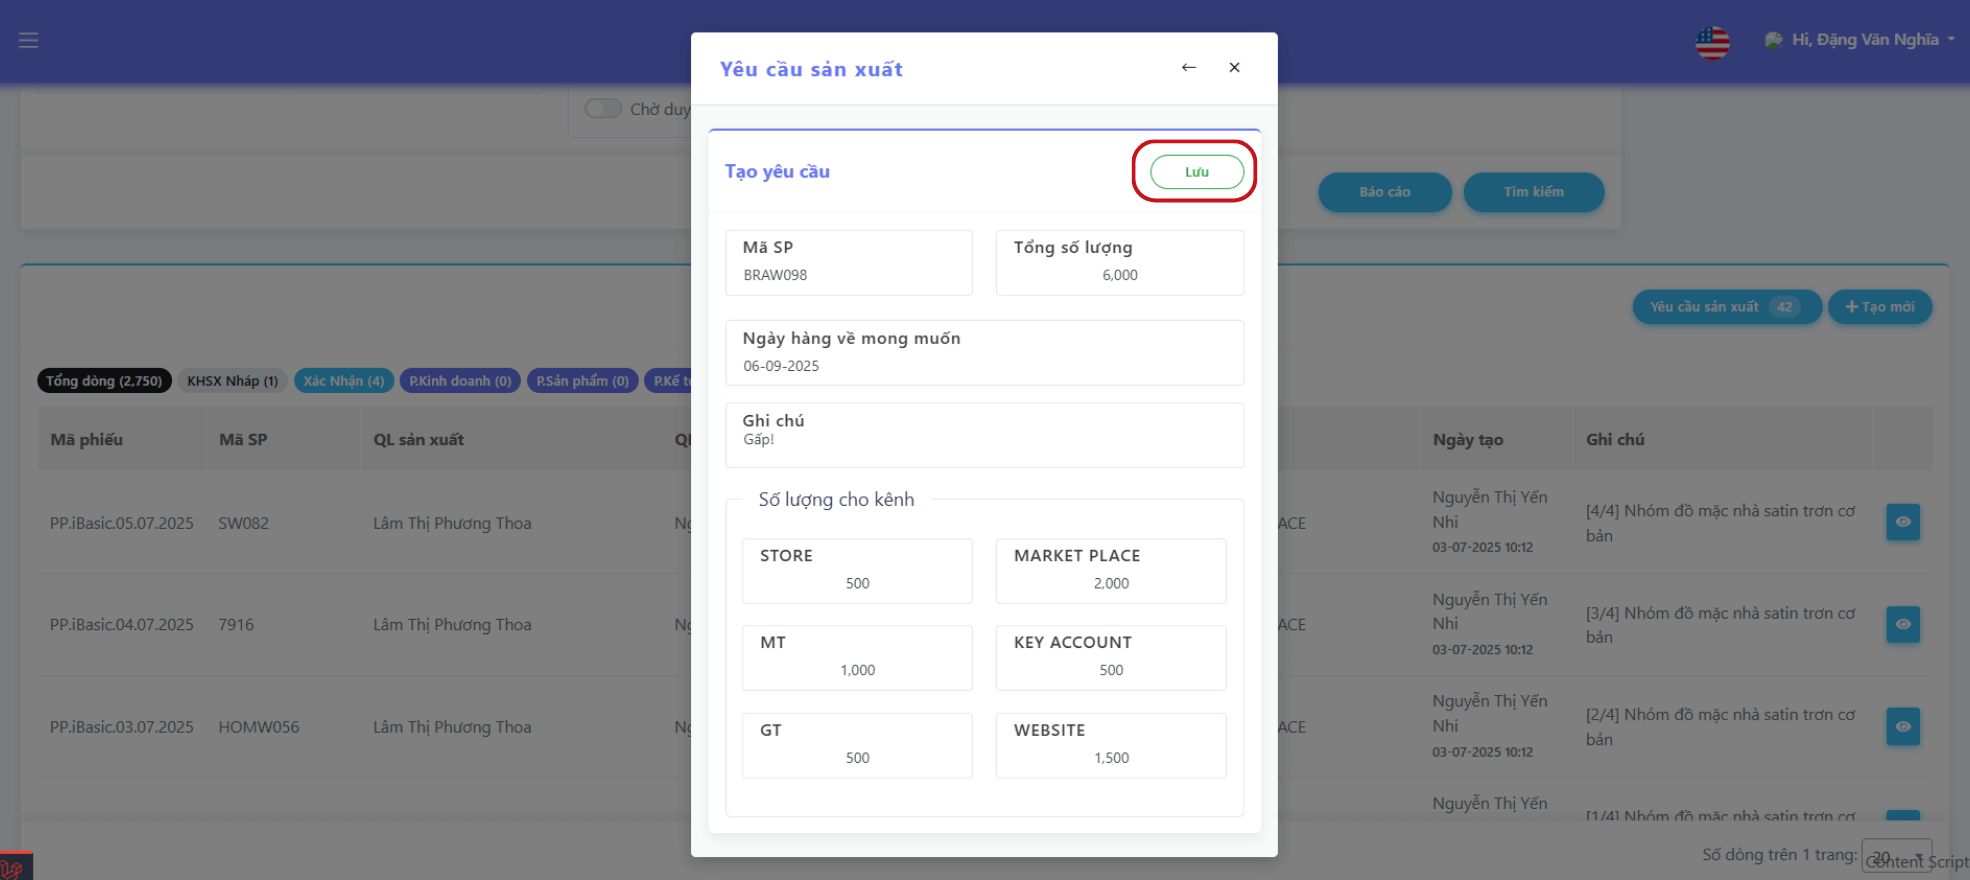 Hi, Đặng Văn Nghĩa
Yêu cầu sản xuất
Chờ duy
Tạo yêu cầu
Lưu
Báo cáo
Tìm kiếm
Mã SP
BRAW098
Tổng số lượng
6,000
Yêu cầu sản xuất 42
Tạo mới
Ngày hàng về mong muốn
06-09-2025
Tổng dòng (2,750)
KHSX Nháp (1)
Xác Nhận (4)
P.Kinh doanh (0)
P.Sản phẩm (0)
P.Kế t
Ghi chú
Gấp!
Mã phiếu
Mã SP
QL sản xuất
Ngày tạo
Ghi chú
Số lượng cho kênh
PP.iBasic.05.07.2025
SW082
Lâm Thị Phương Thoa
ACE
Nguyễn Thị Yến
Nhi
03-07-2025 10:12
[4/4] Nhóm đồ mặc nhà satin trơn cơ
bản
STORE
500
MARKET PLACE
2,000
PP.iBasic.04.07.2025
7916
Lâm Thị Phương Thoa
ACE
Nguyễn Thị Yến
Nhi
03-07-2025 10:12
[3/4] Nhóm đồ mặc nhà satin trơn cơ
bản
MT
1,000
KEY ACCOUNT
500
PP.iBasic.03.07.2025
HOMW056
Lâm Thị Phương Thoa
ACE
Nguyễn Thị Yến
Nhi
03-07-2025 10:12
[2/4] Nhóm đồ mặc nhà satin trơn cơ
bản
GT
500
WEBSITE
1,500
Nguyễn Thị Yến
[1/4] Nhóm đồ mặc nhà satin trơn cơ
Số dòng trên 1 trang:
20
Content Script